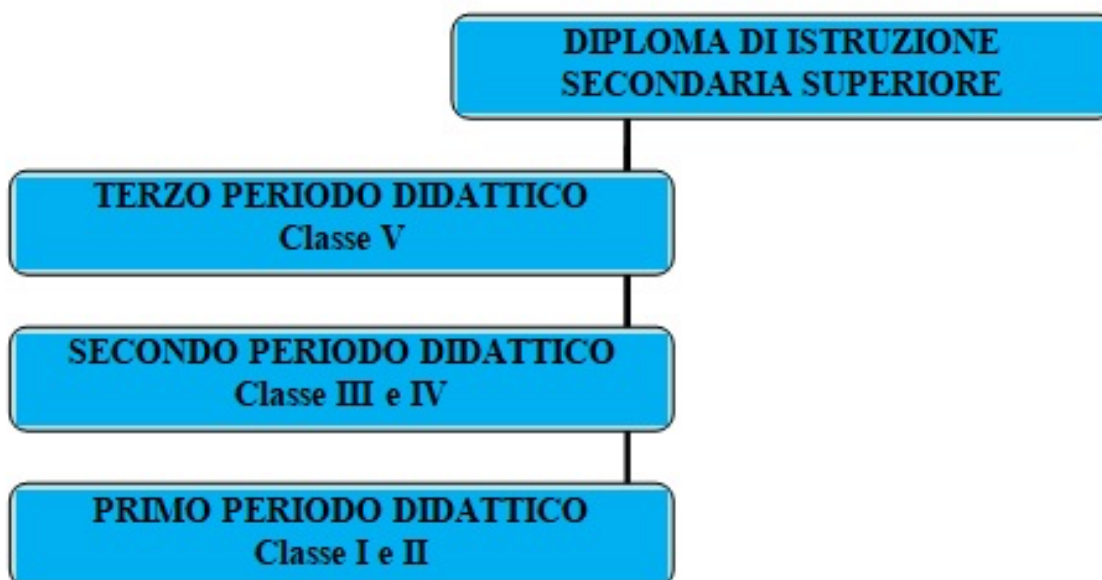 DIPLOMA DI ISTRUZIONE
SECONDARIA SUPERIORE
TERZO PERIODO DIDATTICO
Classe V
SECONDO PERIODO DIDATTICO
Classe III e IV
PRIMO PERIODO DIDATTICO
Classe I e II